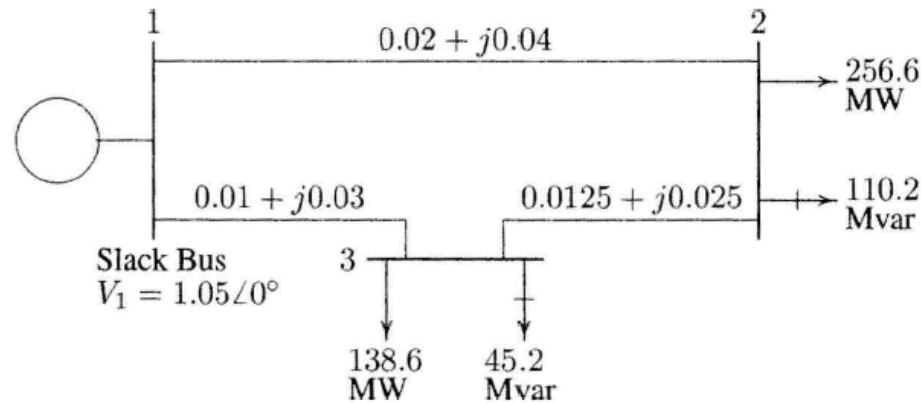 1
2
0.02 + j0.04
256.6
MW
0.01 + j0.03
0.0125 + j0.025
110.2
Mvar
Slack Bus
V₁ = 1.05∠0°
3
138.6
MW
45.2
Mvar